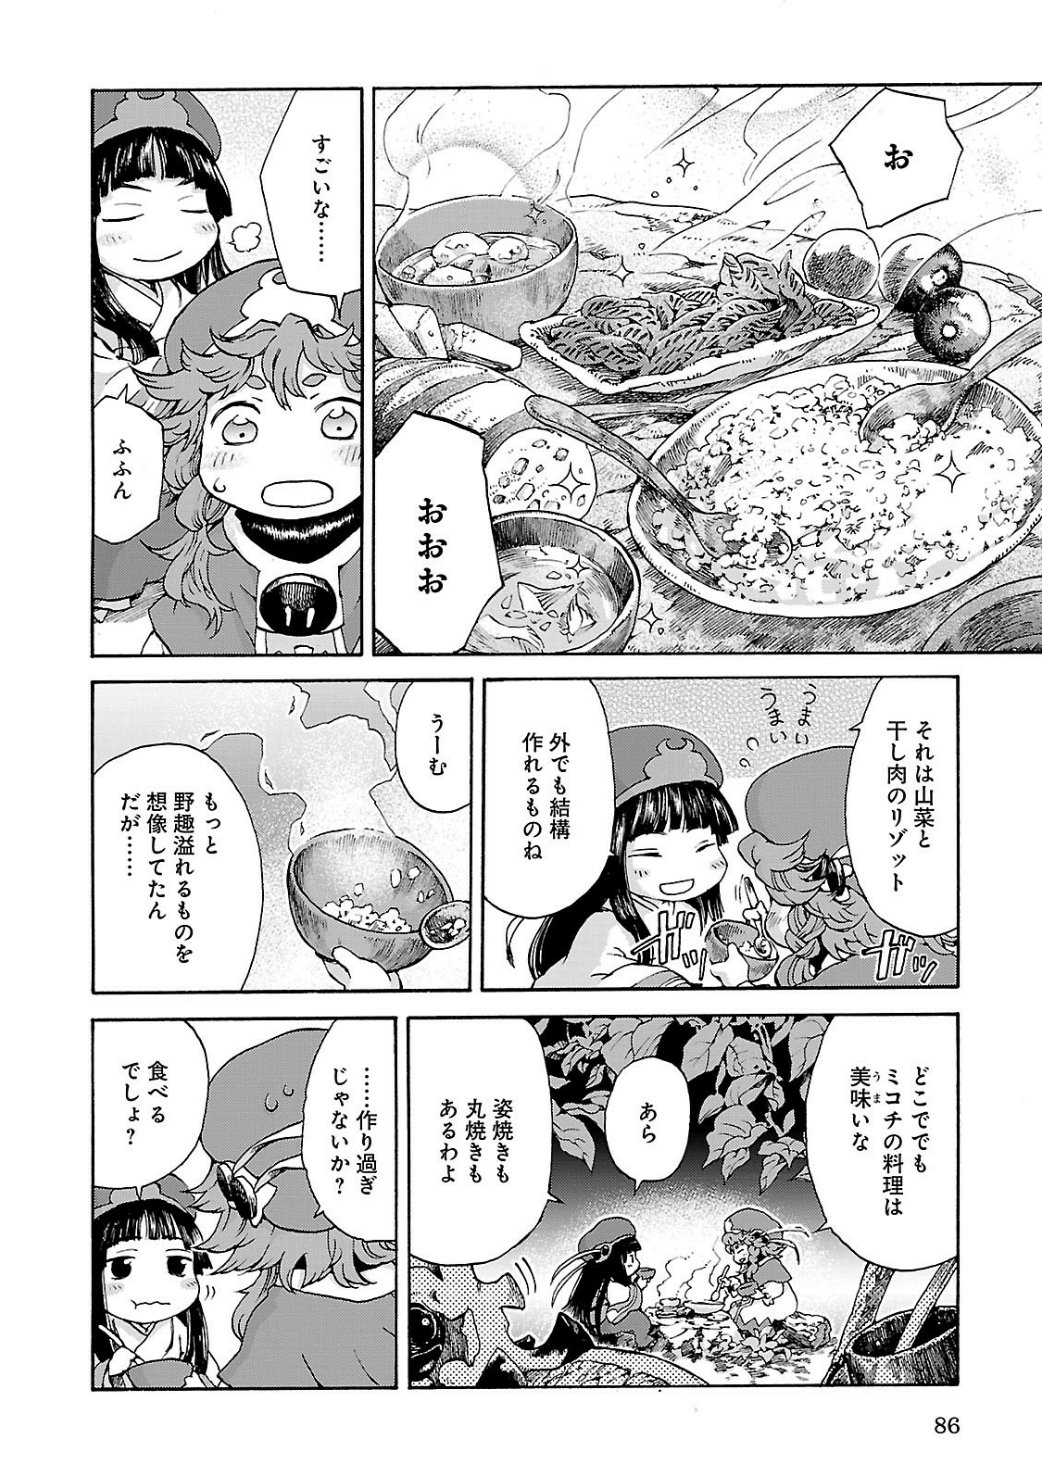 お
おおお
すごいな……
ふふん
それは山菜と
干し肉のリゾット
うまい
うまい
外でも結構
作れるものね
ガッ
ガッ
うーむ
もっと
野趣溢れるものを
想像してたん
だが……
どこででも
ミコチの料理は
美味いな
うま
あら
姿焼きも
丸焼きも
あるわよ
……作り過ぎ
じゃないか？
食べる
でしょ？
86